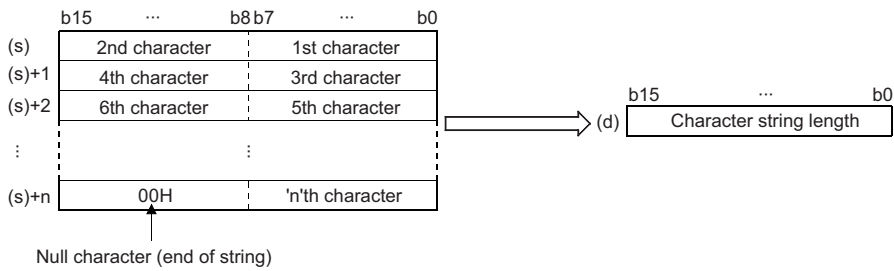 b15 ... b8 b7 ... b0
(s) 2nd character 1st character
(s)+1 4th character 3rd character
(s)+2 6th character 5th character
b15 ... b0
(d) Character string length
⋮ ⋮
(s)+n 00H 'n'th character
Null character (end of string)